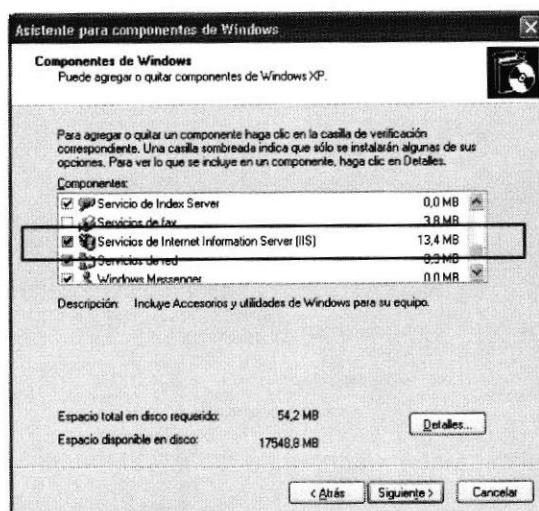 Asistente para componentes de Windows
Componentes de Windows
Puede agregar o quitar componentes de Windows XP.
Para agregar o quitar un componente haga clic en la casilla de verificación
correspondiente. Una casilla sombreada indica que sólo se instalarán algunas de sus
opciones. Para ver lo que se incluye en un componente, haga clic en Detalles.
Componentes:
Servicio de Index Server 0,0 MB
Servicios de fax 3,8 MB
Servicios de Internet Information Server (IIS) 13,4 MB
Servicios de red MB
Windows Messenger 0,0 MB
Descripción: Incluye Accesorios y utilidades de Windows para su equipo.
Espacio total en disco requerido: 54,2 MB
Espacio disponible en disco: 17548,8 MB
Detalles...
< Atrás Siguiente > Cancelar